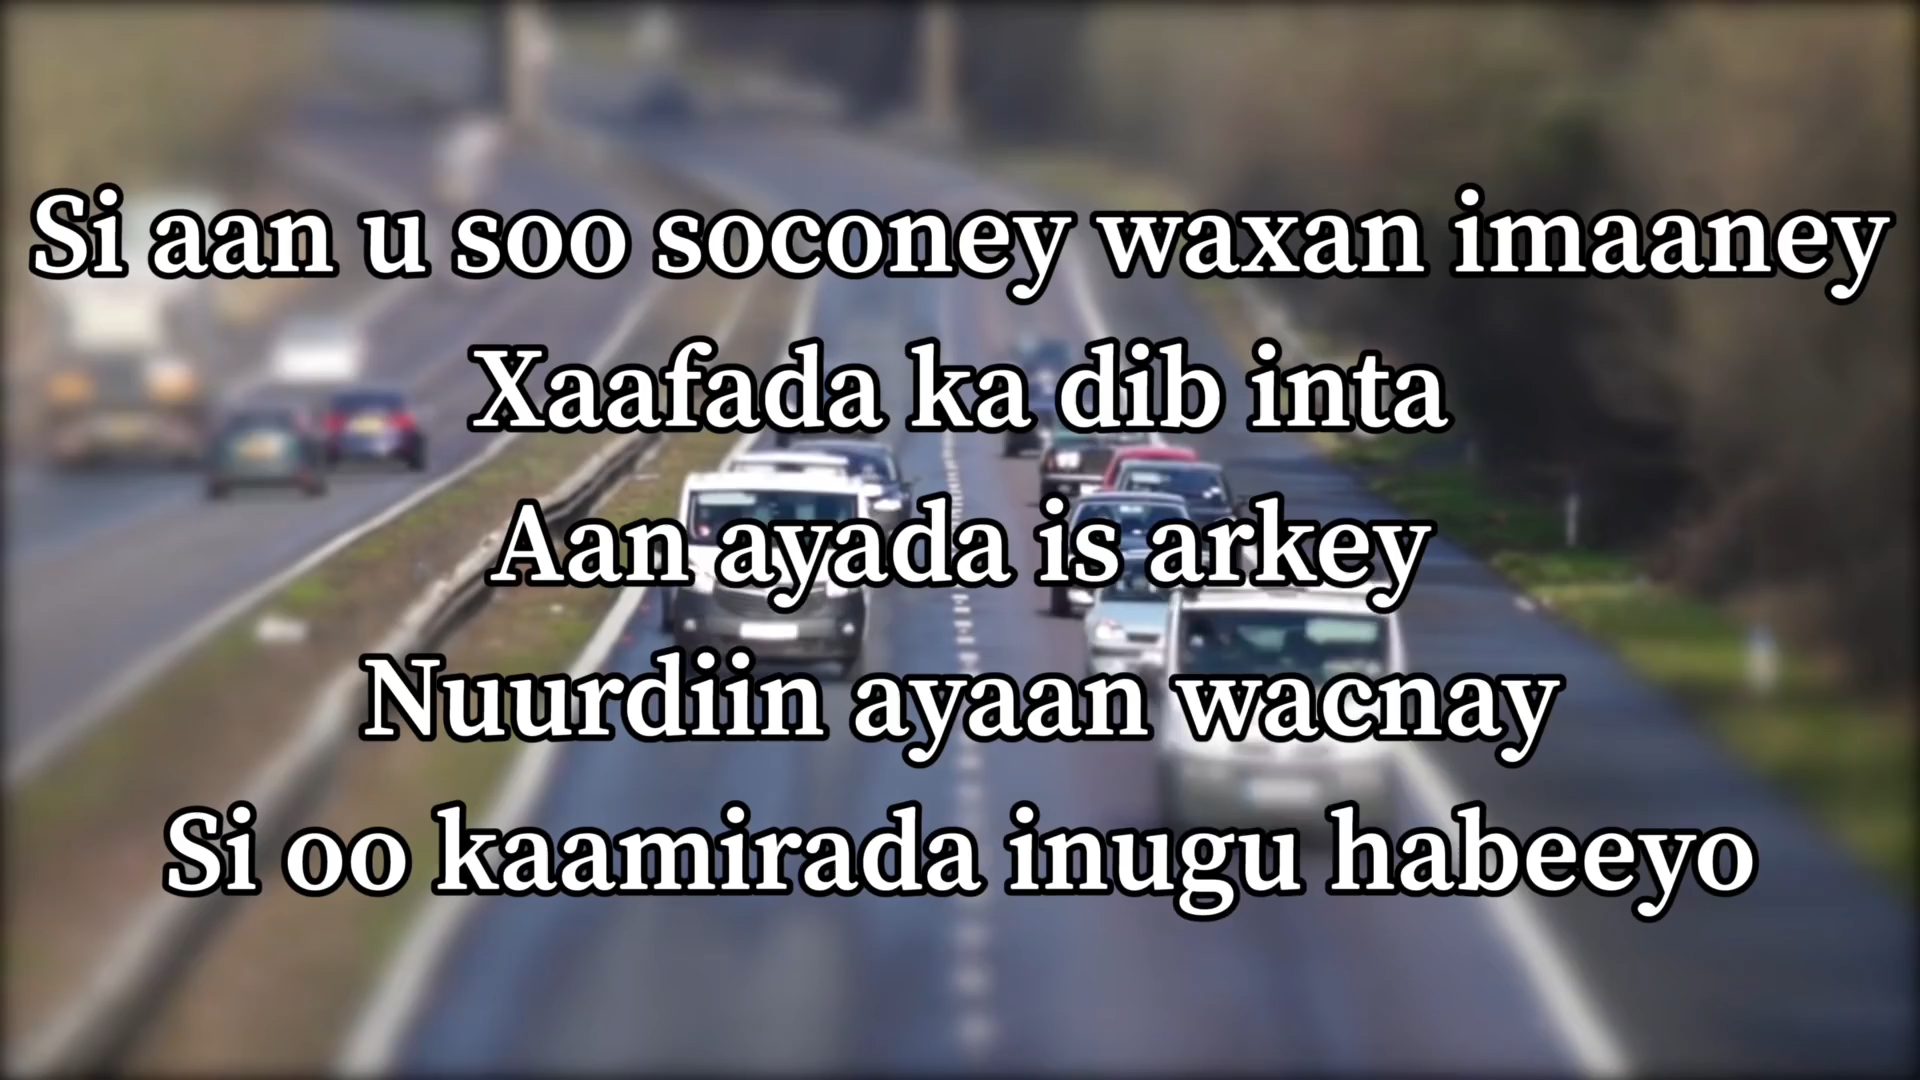 Si aan u soo soconey waxan imaaney
Xaafada ka dib inta
Aan ayada is arkey
Nuurdiin ayaan wacnay
Si oo kaamirada inugu habeeyo